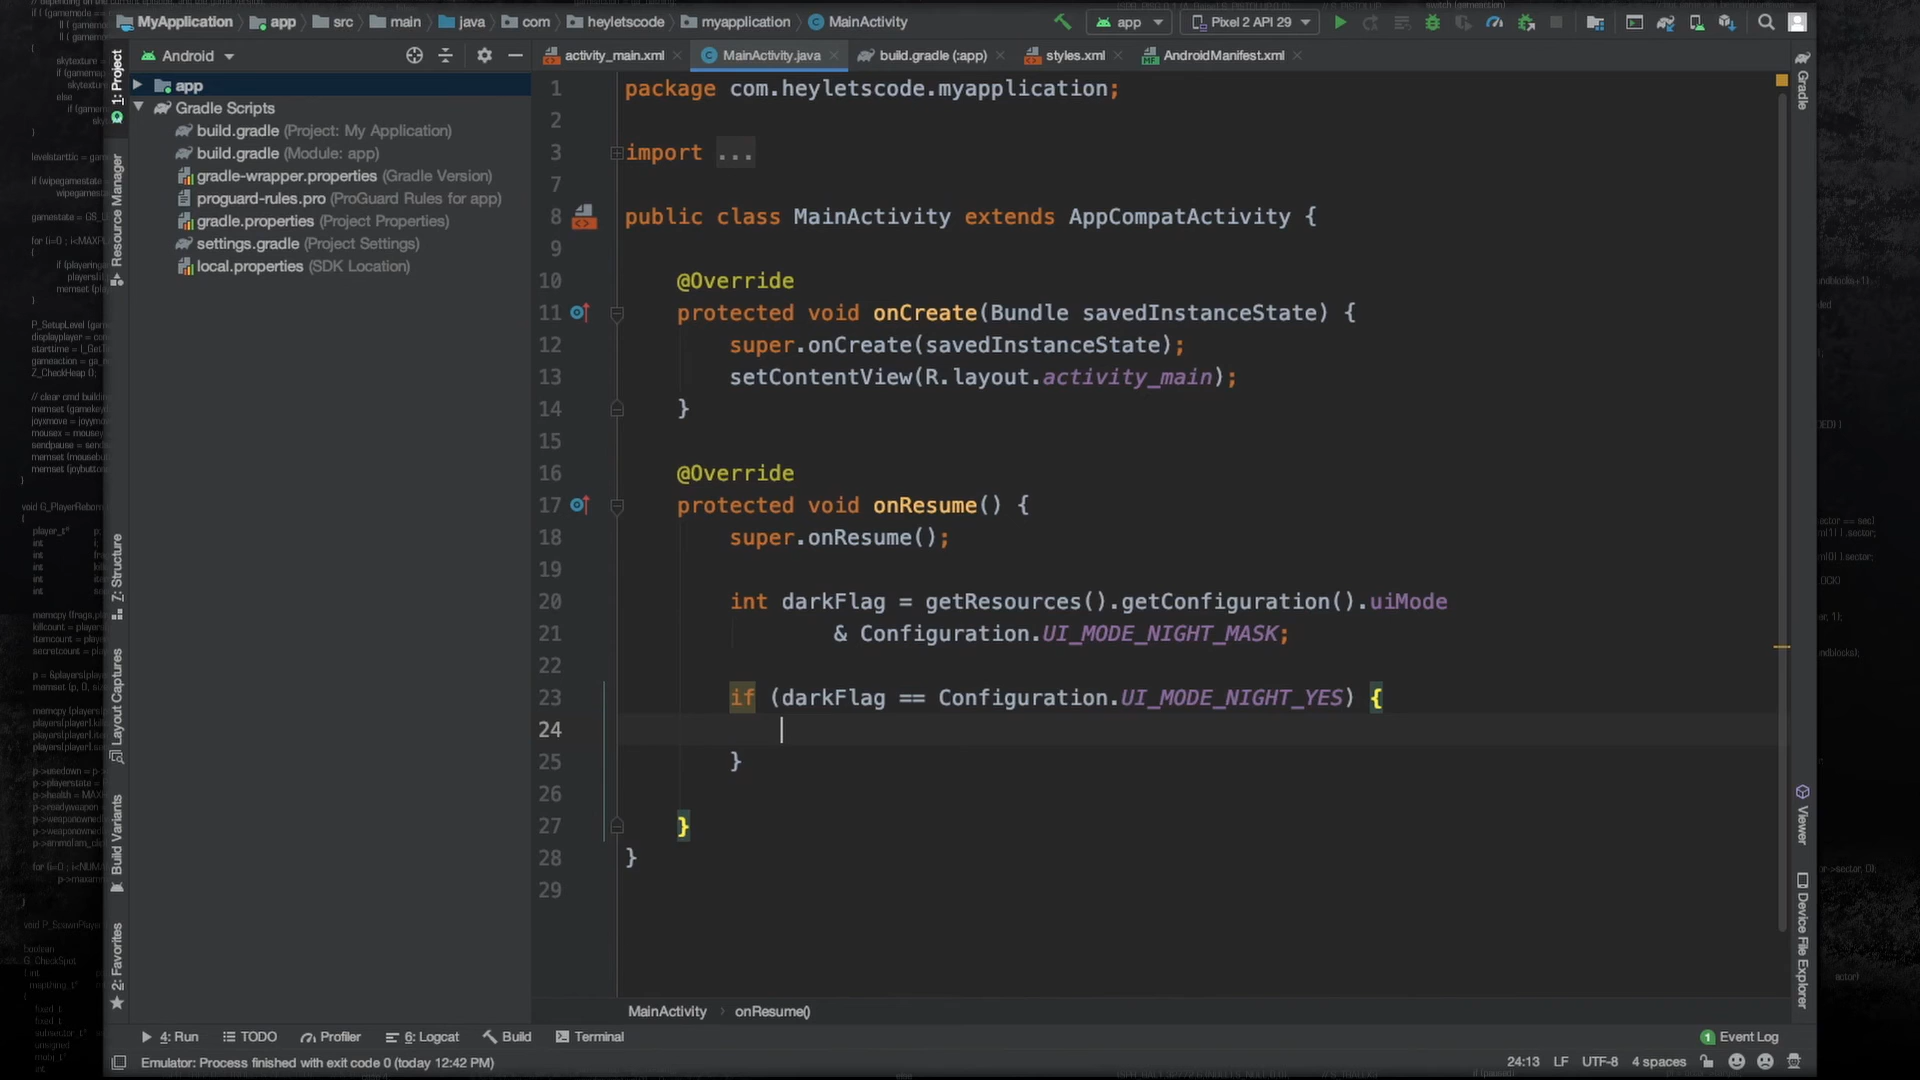 MyApplication app src main java com heyletscode myapplication MainActivity
app Pixel 2 API 29
Android
activity_main.xml MainActivity.java build.gradle (:app) styles.xml AndroidManifest.xml
1: Project
Resource Manager
7: Structure
Layout Captures
Build Variants
2: Favorites
app
Gradle Scripts
build.gradle (Project: My Application)
build.gradle (Module: app)
gradle-wrapper.properties (Gradle Version)
proguard-rules.pro (ProGuard Rules for app)
gradle.properties (Project Properties)
settings.gradle (Project Settings)
local.properties (SDK Location)
1 package com.heyletscode.myapplication;
2
3 import ...
7
8 public class MainActivity extends AppCompatActivity {
9
10 @Override
11 protected void onCreate(Bundle savedInstanceState) {
12 super.onCreate(savedInstanceState);
13 setContentView(R.layout.activity_main);
14 }
15
16 @Override
17 protected void onResume() {
18 super.onResume();
19
20 int darkFlag = getResources().getConfiguration().uiMode
21 & Configuration.UI_MODE_NIGHT_MASK;
22
23 if (darkFlag == Configuration.UI_MODE_NIGHT_YES) {
24
25 }
26
27 }
28 }
29
Gradle
Viewer
Device File Explorer
MainActivity › onResume()
4: Run TODO Profiler 6: Logcat Build Terminal 1 Event Log
Emulator: Process finished with exit code 0 (today 12:42 PM) 24:13 LF UTF-8 4 spaces